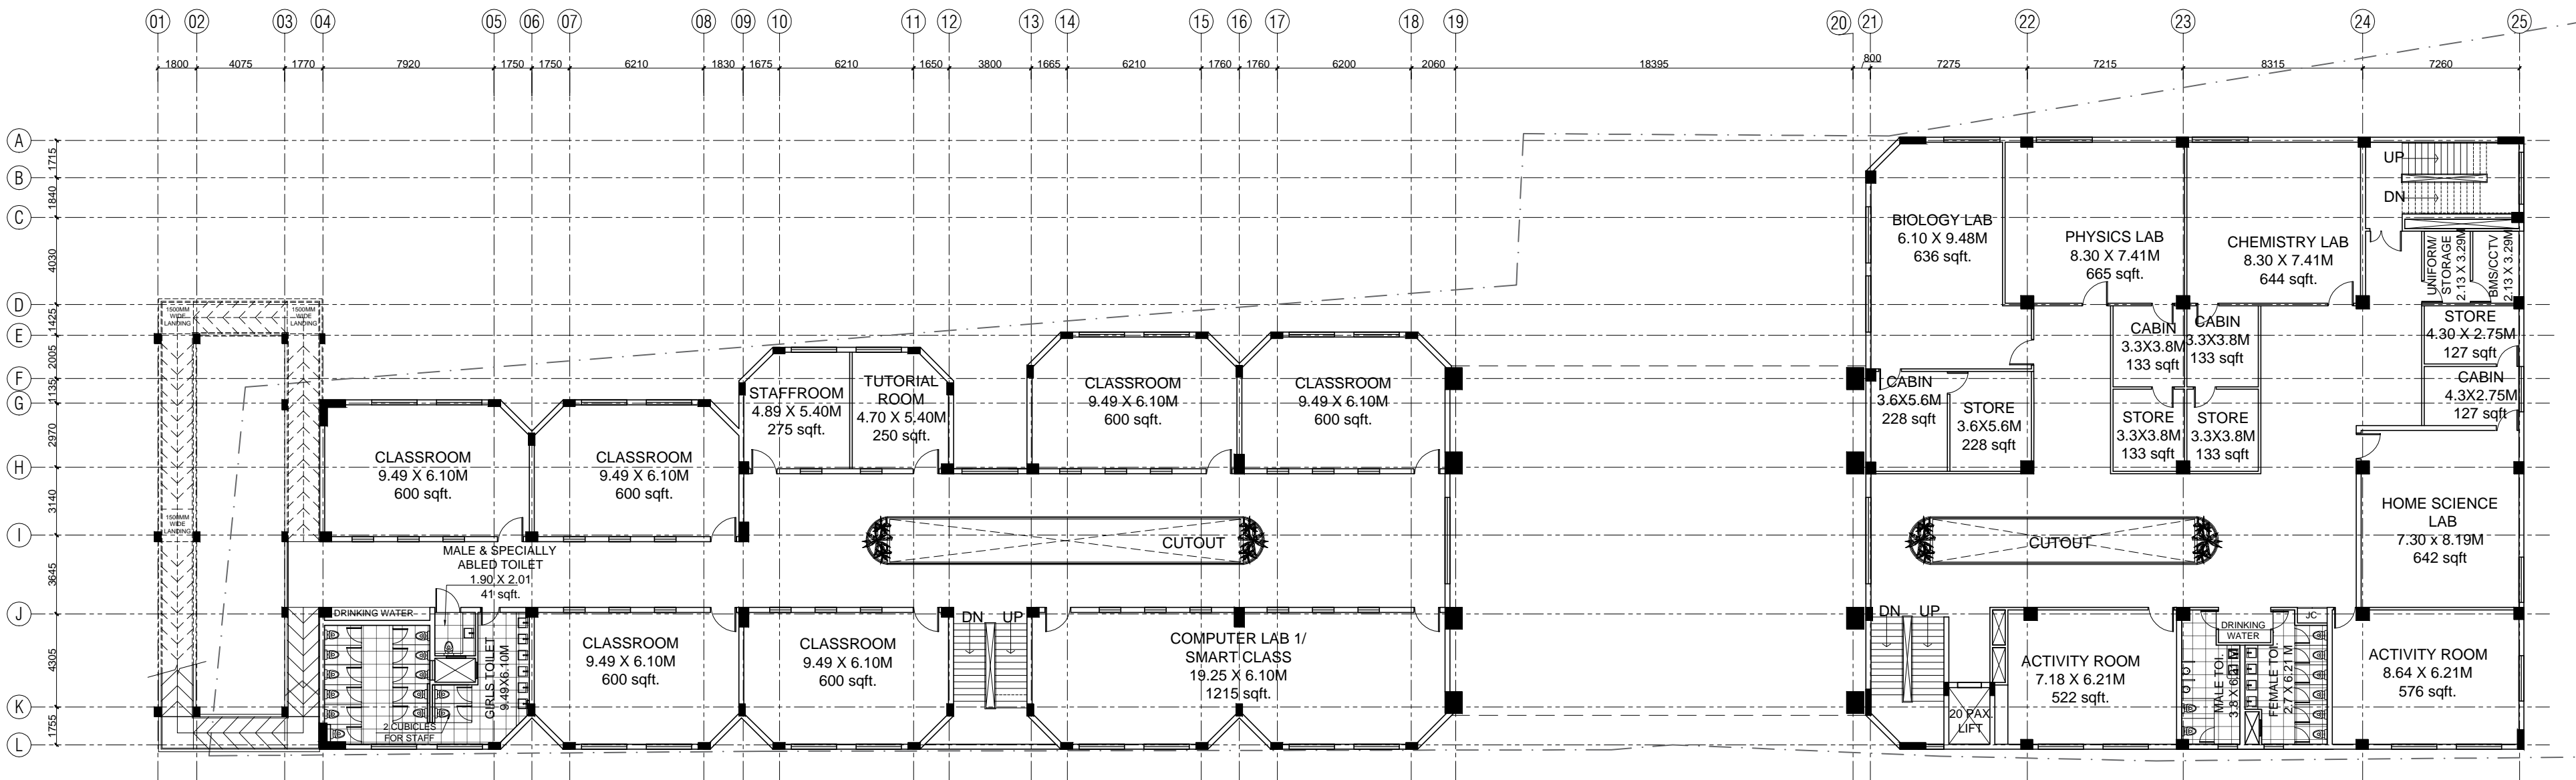 01 02 03 04 05 06 07 08 09 10 11 12 13 14 15 16 17 18 19 20 21 22 23 24 25
1800 4075 1770 7920 1750 1750 6210 1830 1675 6210 1650 3800 1665 6210 1760 1760 6200 2060 18395 800 7275 7215 8315 7260
A
1715
B
1840
C
4030
D
1425
E
2005
F
1135
G
2970
H
3140
I
3645
J
4305
K
1755
L
1500MM
WIDE
LANDING
1500MM
WIDE
LANDING
1500MM
WIDE
LANDING
CLASSROOM
9.49 X 6.10M
600 sqft.
CLASSROOM
9.49 X 6.10M
600 sqft.
STAFFROOM
4.89 X 5.40M
275 sqft.
TUTORIAL
ROOM
4.70 X 5.40M
250 sqft.
CLASSROOM
9.49 X 6.10M
600 sqft.
CLASSROOM
9.49 X 6.10M
600 sqft.
CUTOUT
MALE & SPECIALLY
ABLED TOILET
1.90 X 2.01
41 sqft.
DRINKING WATER
GIRLS TOILET
9.49X6.10M
2 CUBICLES
FOR STAFF
CLASSROOM
9.49 X 6.10M
600 sqft.
CLASSROOM
9.49 X 6.10M
600 sqft.
DN UP
COMPUTER LAB 1/
SMART CLASS
19.25 X 6.10M
1215 sqft.
BIOLOGY LAB
6.10 X 9.48M
636 sqft.
PHYSICS LAB
8.30 X 7.41M
665 sqft.
CHEMISTRY LAB
8.30 X 7.41M
644 sqft.
UP
DN
UNIFORM/
STORAGE
2.13 X 3.29M
BMS/CCTV
2.13 X 3.29M
STORE
4.30 X 2.75M
127 sqft
CABIN
4.3X2.75M
127 sqft
CABIN
3.3X3.8M
133 sqft
CABIN
3.3X3.8M
133 sqft
CABIN
3.6X5.6M
228 sqft
STORE
3.6X5.6M
228 sqft
STORE
3.3X3.8M
133 sqft
STORE
3.3X3.8M
133 sqft
CUTOUT
HOME SCIENCE
LAB
7.30 X 8.19M
642 sqft
DN UP
20 PAX.
LIFT
ACTIVITY ROOM
7.18 X 6.21M
522 sqft.
DRINKING
WATER
MALE TOI.
3.8 X 6.21 M
FEMALE TOI.
2.7 X 6.21 M
JC
ACTIVITY ROOM
8.64 X 6.21M
576 sqft.